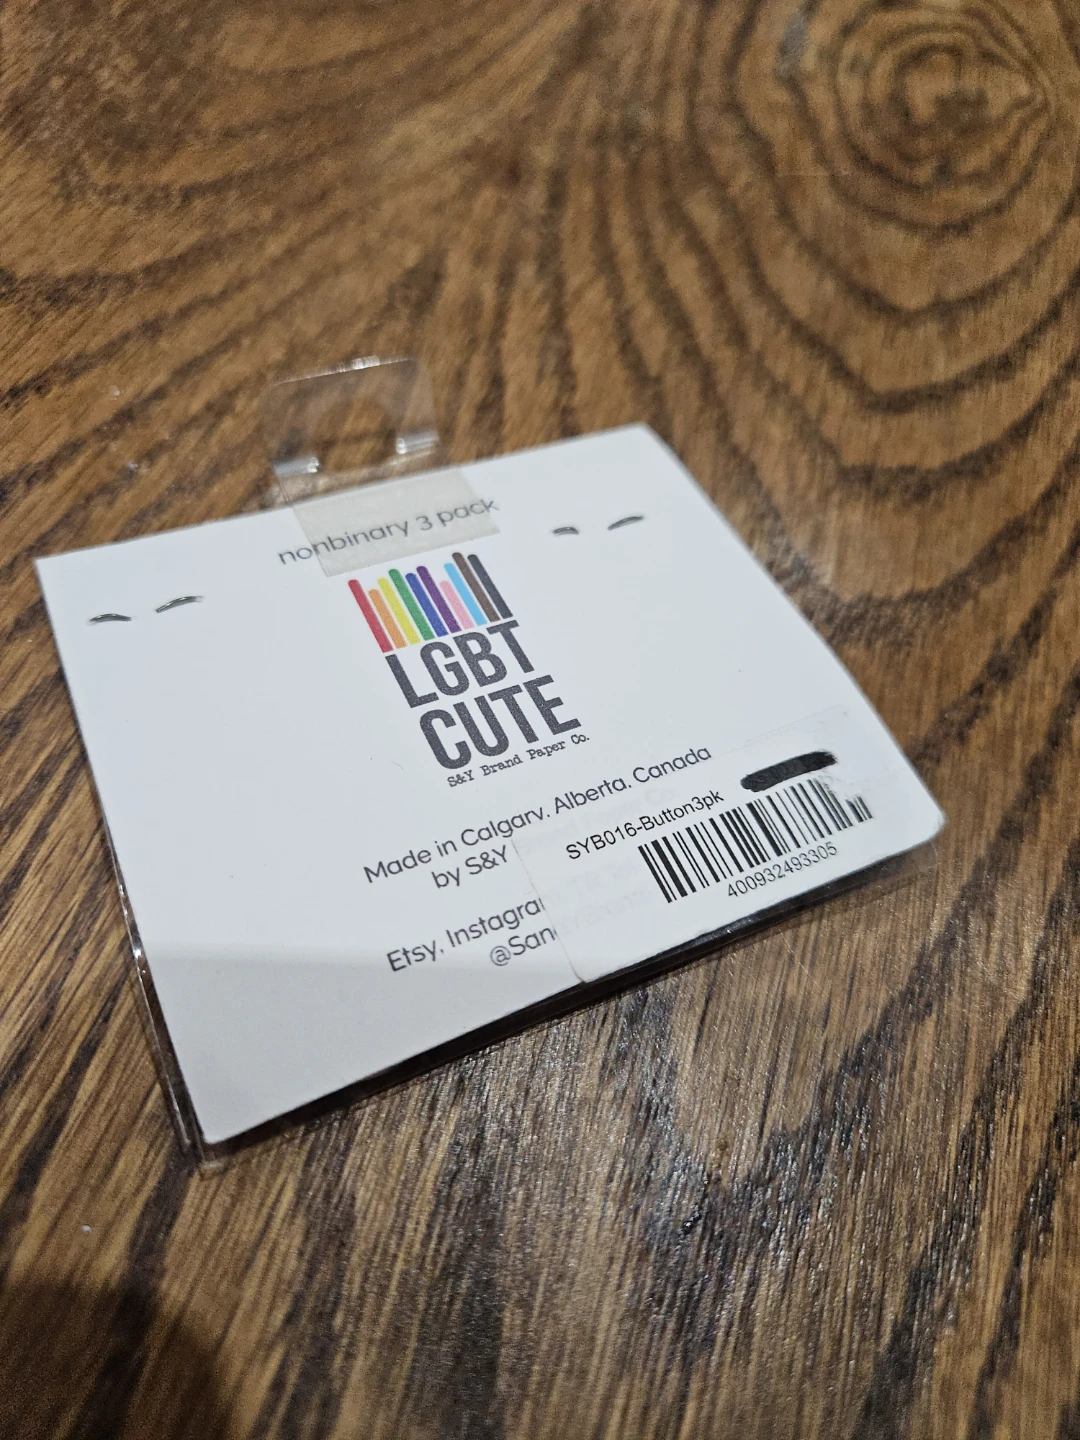 nonbinary 3 pack
LGBT
CUTE
S&Y Brand Paper Co.
Made in Calgary, Alberta, Canada
by S&Y
Etsy, Instagra
@San
SYB016-Button3pk
400932493305